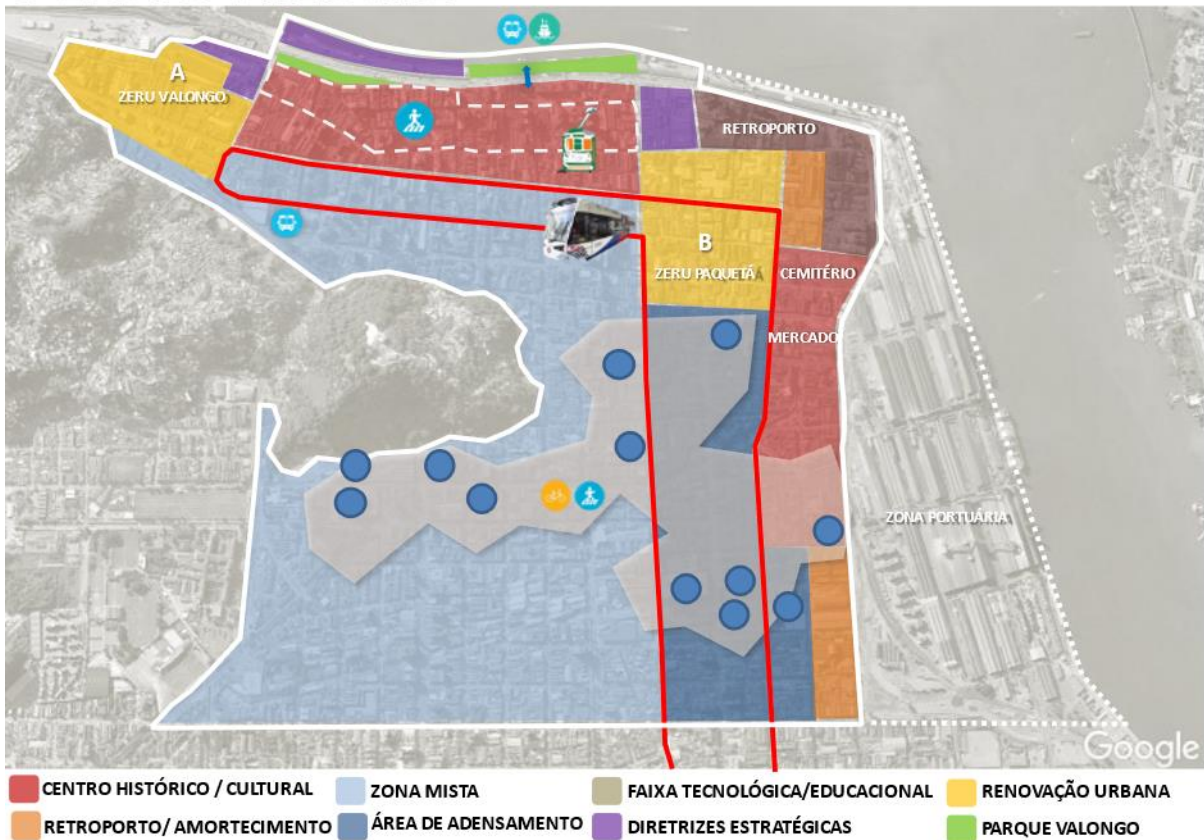 A
ZERU VALONGO
RETROPORTO
B
ZERU PAQUETÁ
CEMITÉRIO
MERCADO
ZONA PORTUÁRIA
Google
CENTRO HISTÓRICO / CULTURAL
ZONA MISTA
FAIXA TECNOLÓGICA/EDUCACIONAL
RENOVAÇÃO URBANA
RETROPORTO/ AMORTECIMENTO
ÁREA DE ADENSAMENTO
DIRETRIZES ESTRATÉGICAS
PARQUE VALONGO